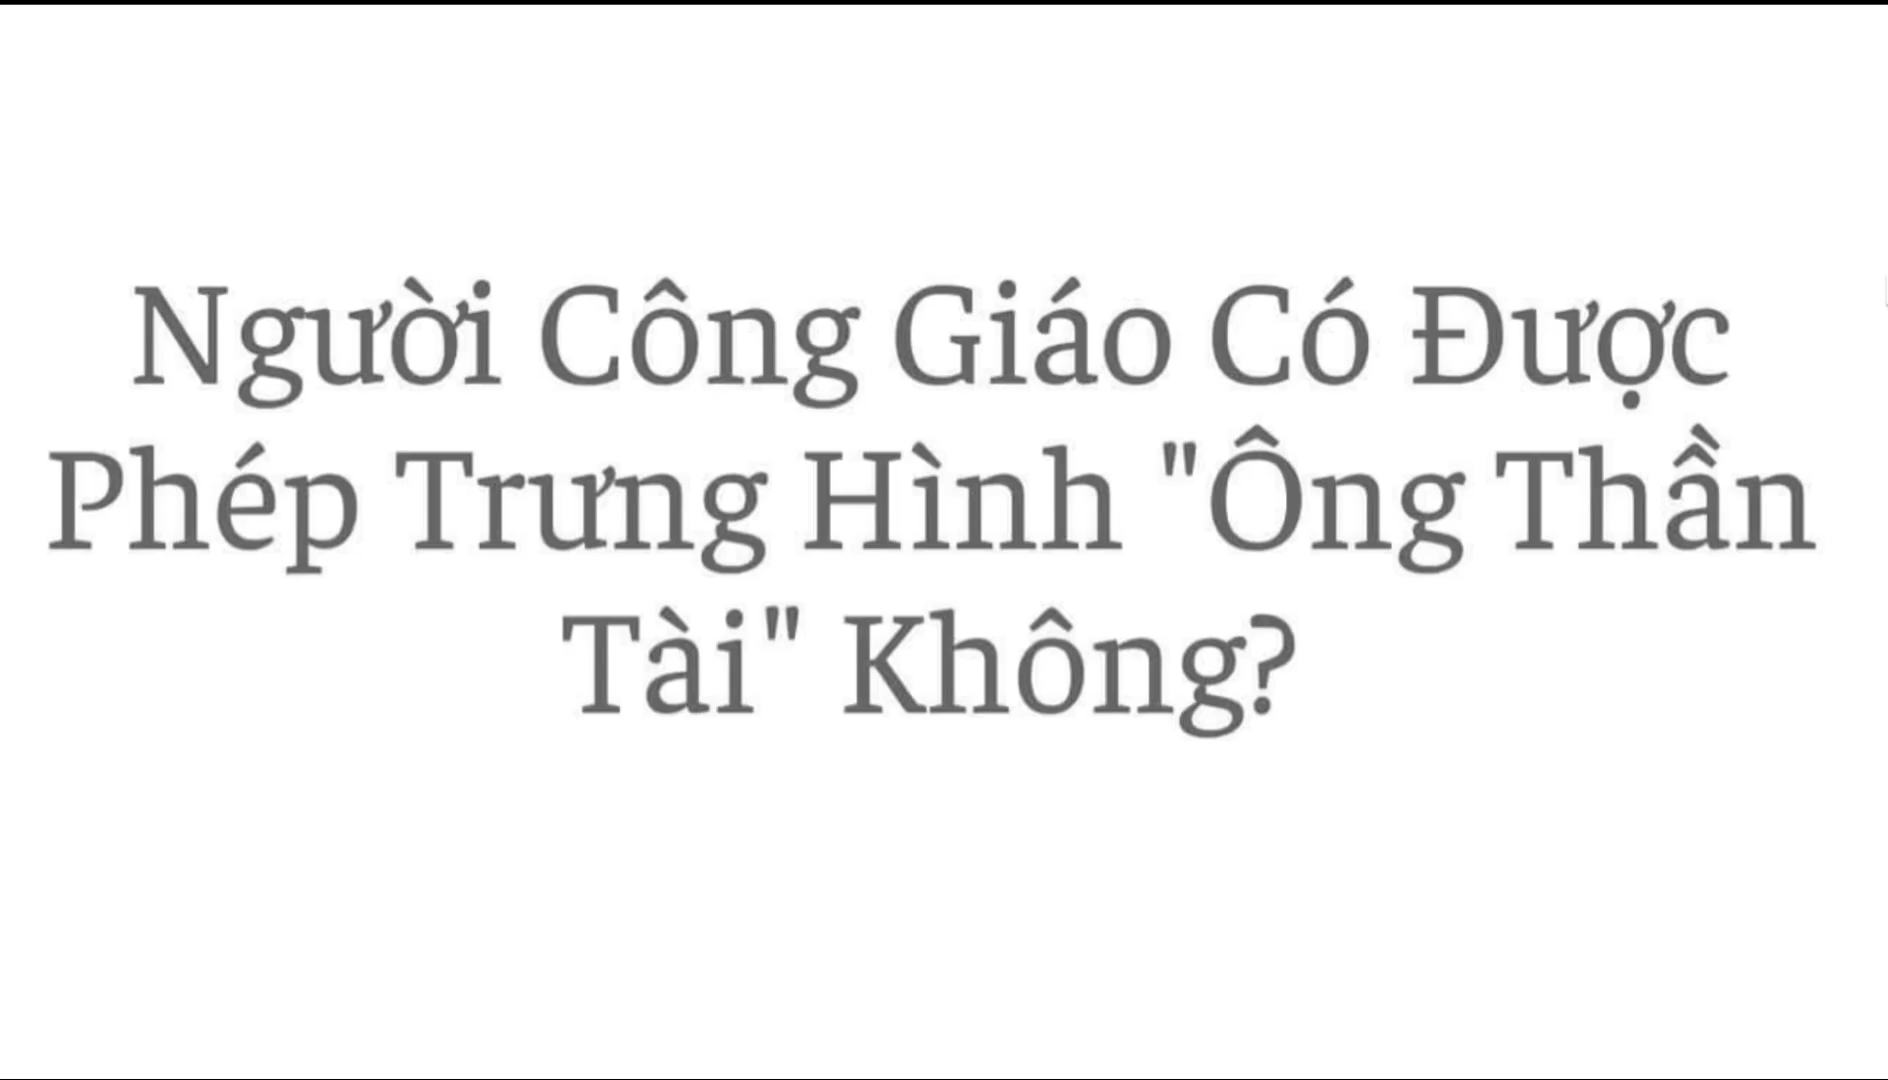 Người Công Giáo Có Được
Phép Trưng Hình "Ông Thần
Tài" Không?